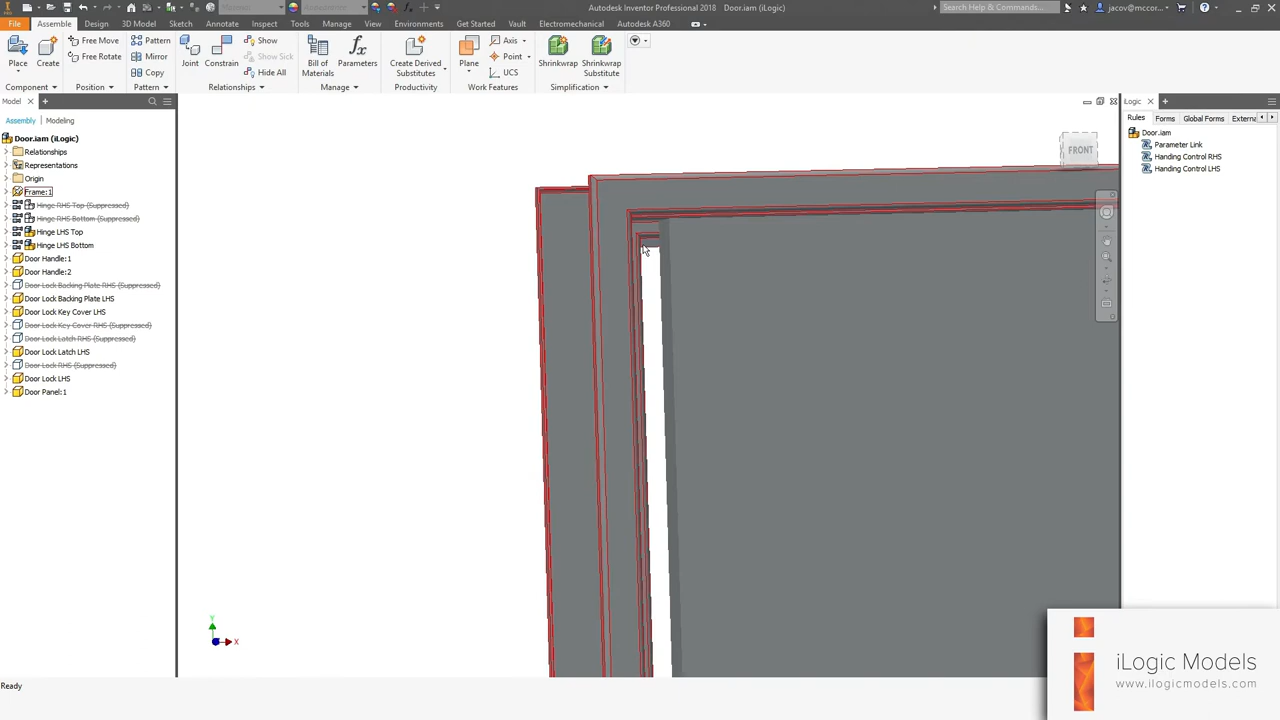 Autodesk Inventor Professional 2018 Door.iam (iLogic)
Search Help & Commands...
jacov@mccor...
File Assemble Design 3D Model Sketch Annotate Inspect Tools Manage View Environments Get Started Vault Electromechanical Autodesk A360
Place
Create
Free Move
Free Rotate
Pattern
Mirror
Copy
Joint
Constrain
Show
Show Sick
Hide All
Bill of
Materials
Parameters
Create Derived
Substitutes
Plane
Axis
Point
UCS
Shrinkwrap
Shrinkwrap
Substitute
Component Position Pattern Relationships Manage Productivity Work Features Simplification
Model
Assembly Modeling
Door.iam (iLogic)
Relationships
Representations
Origin
Frame:1
Hinge RHS Top (Suppressed)
Hinge RHS Bottom (Suppressed)
Hinge LHS Top
Hinge LHS Bottom
Door Handle:1
Door Handle:2
Door Lock Backing Plate RHS (Suppressed)
Door Lock Backing Plate LHS
Door Lock Key Cover LHS
Door Lock Key Cover RHS (Suppressed)
Door Lock Latch RHS (Suppressed)
Door Lock Latch LHS
Door Lock RHS (Suppressed)
Door Lock LHS
Door Panel:1
FRONT
Y
X
iLogic
Rules Forms Global Forms Externa
Door.iam
Parameter Link
Handing Control RHS
Handing Control LHS
Ready
iLogic Models
www.ilogicmodels.com